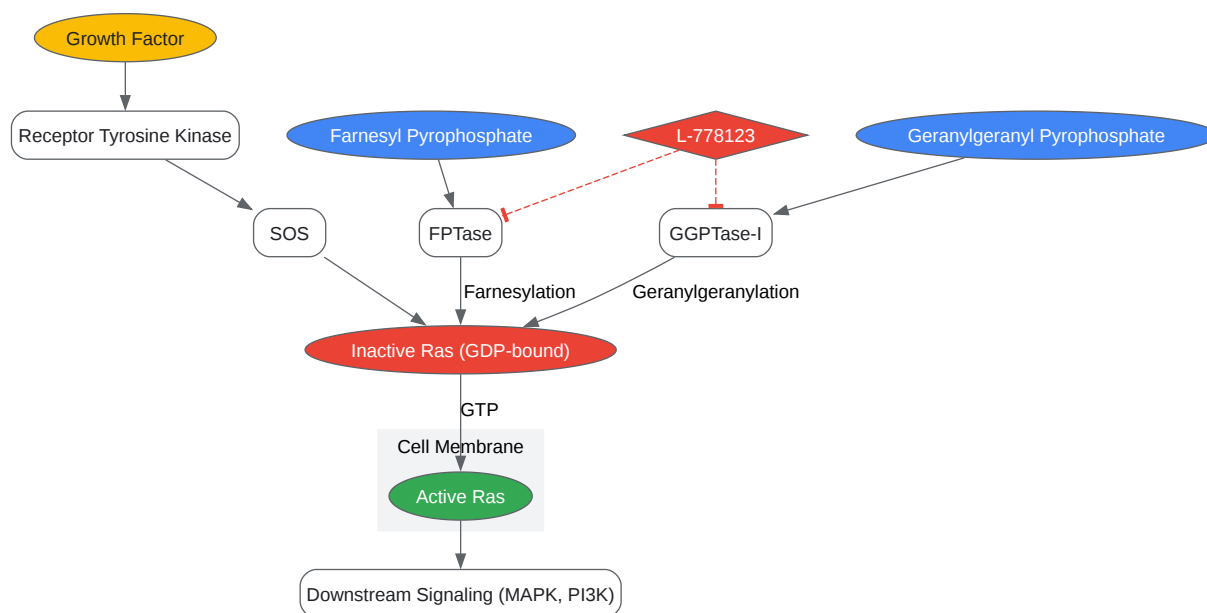 Growth Factor
Receptor Tyrosine Kinase
Farnesyl Pyrophosphate
L-778123
Geranylgeranyl Pyrophosphate
SOS
FPTase
GGPTase-I
Farnesylation
Geranylgeranylation
Inactive Ras (GDP-bound)
GTP
Cell Membrane
Active Ras
Downstream Signaling (MAPK, PI3K)